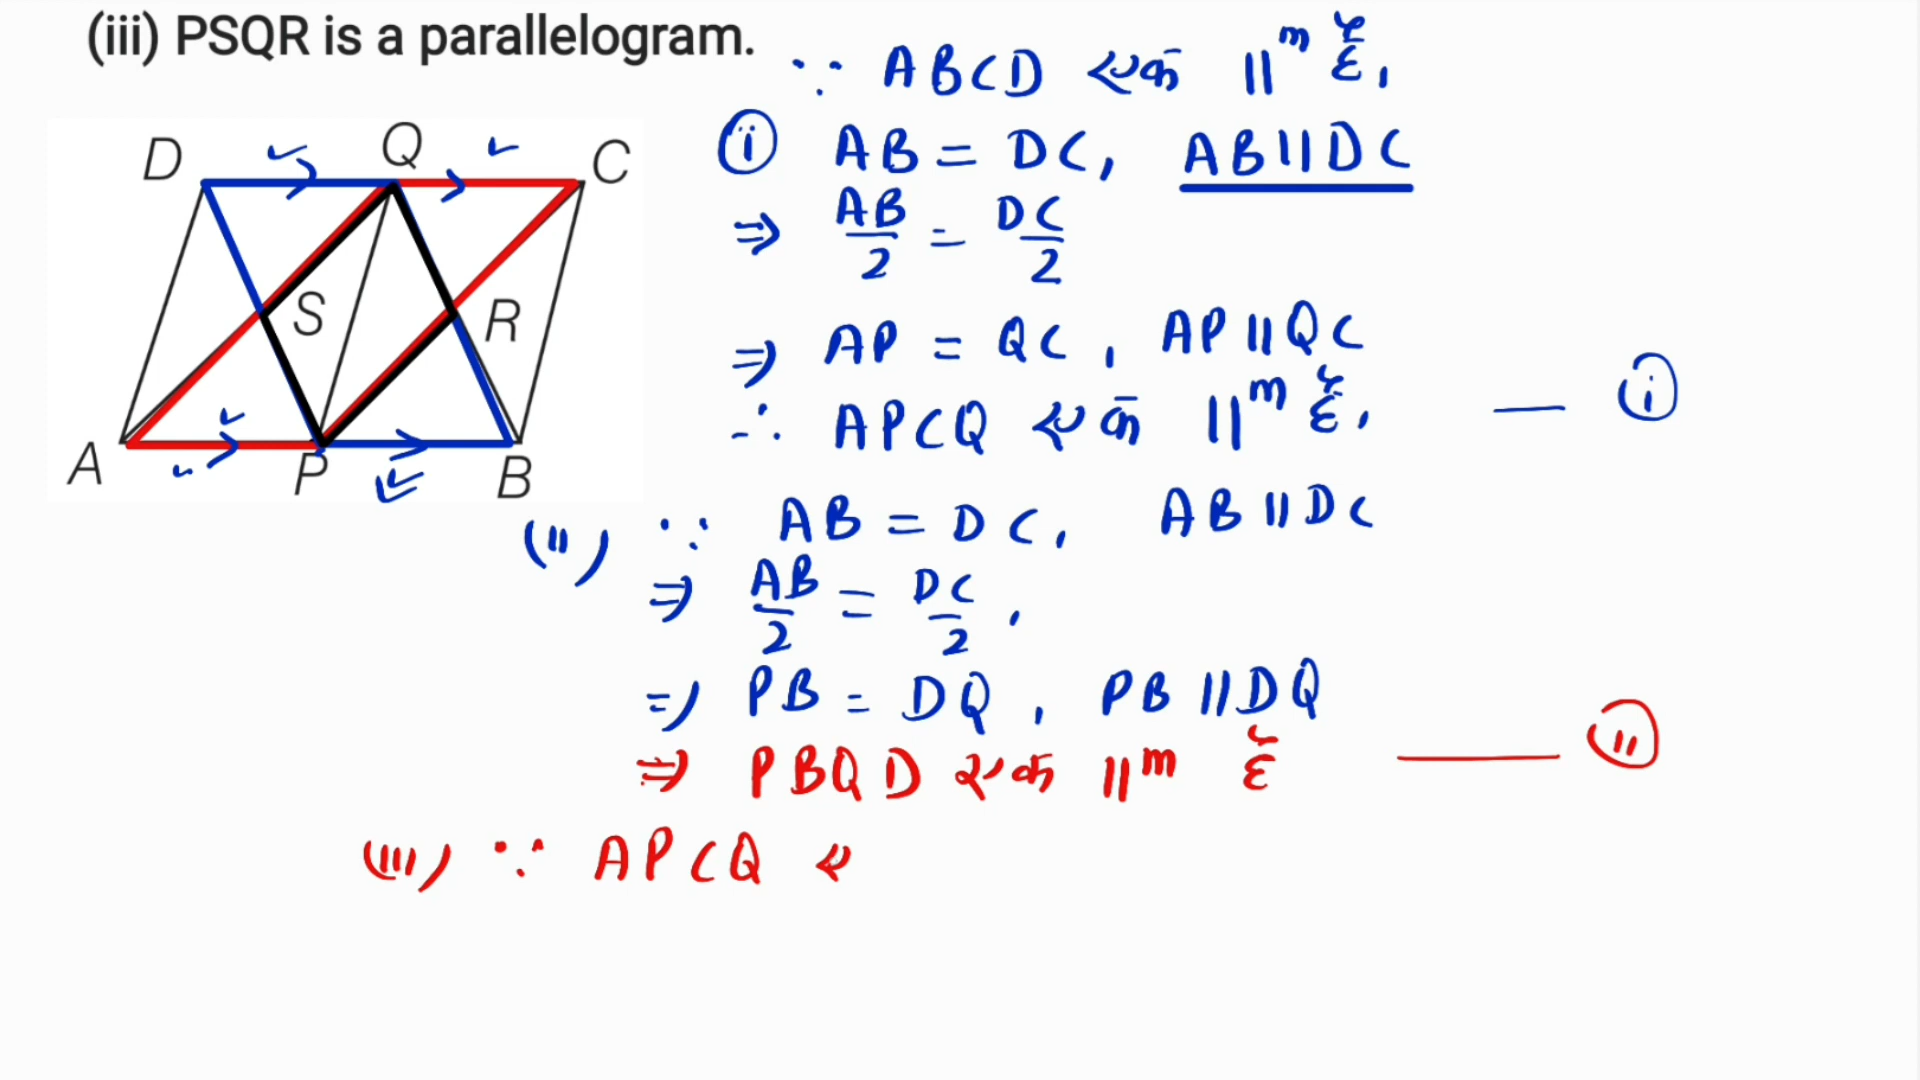 (iii) PSQR is a parallelogram.
∵ ABCD एक ||ᵐ है,
D Q C
S R
A P B
(i) AB = DC, AB||DC
⇒ AB/2 = DC/2
⇒ AP = QC, AP||QC
∴ APCQ एक ||ᵐ है, — (i)
(ii) ∵ AB = DC, AB||DC
⇒ AB/2 = DC/2,
⇒ PB = DQ, PB||DQ
⇒ PBQD एक ||ᵐ है — (ii)
(iii) ∵ APCQ